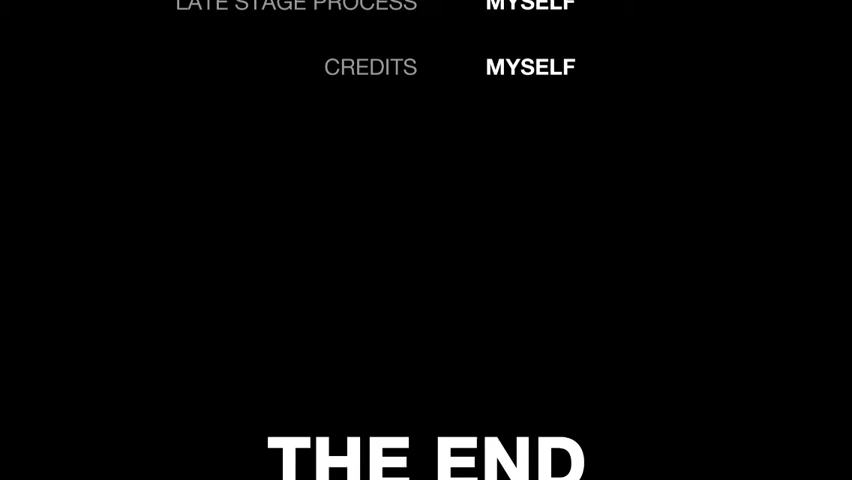 LATE STAGE PROCESS MYSELF
CREDITS MYSELF
THE END